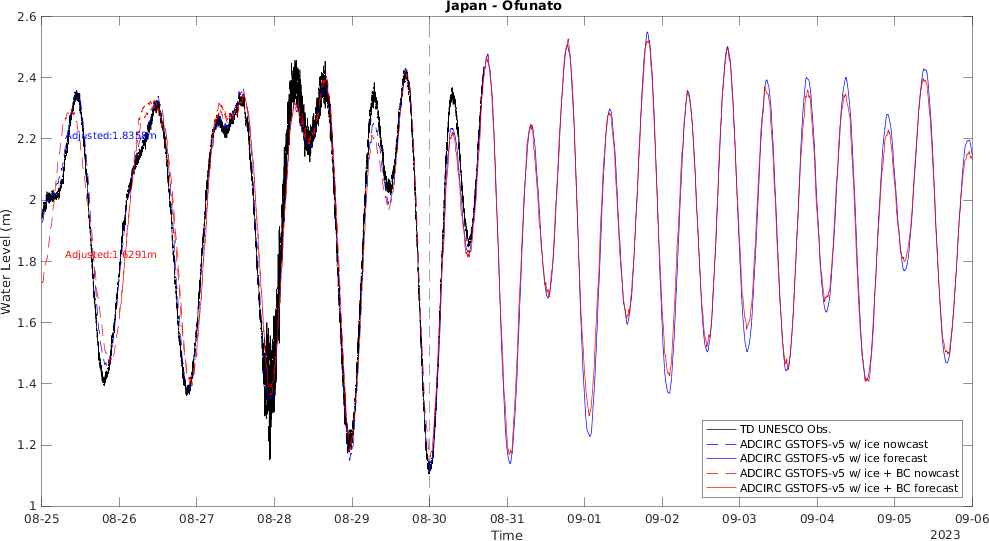 Japan - Ofunato
2.6
2.4
2.2
2
1.8
1.6
1.4
1.2
1
Water Level (m)
Adjusted:1.8358m
Adjusted:1.6291m
TD UNESCO Obs.
ADCIRC GSTOFS-v5 w/ ice nowcast
ADCIRC GSTOFS-v5 w/ ice forecast
ADCIRC GSTOFS-v5 w/ ice + BC nowcast
ADCIRC GSTOFS-v5 w/ ice + BC forecast
08-25 08-26 08-27 08-28 08-29 08-30 08-31 09-01 09-02 09-03 09-04 09-05 09-06
Time
2023